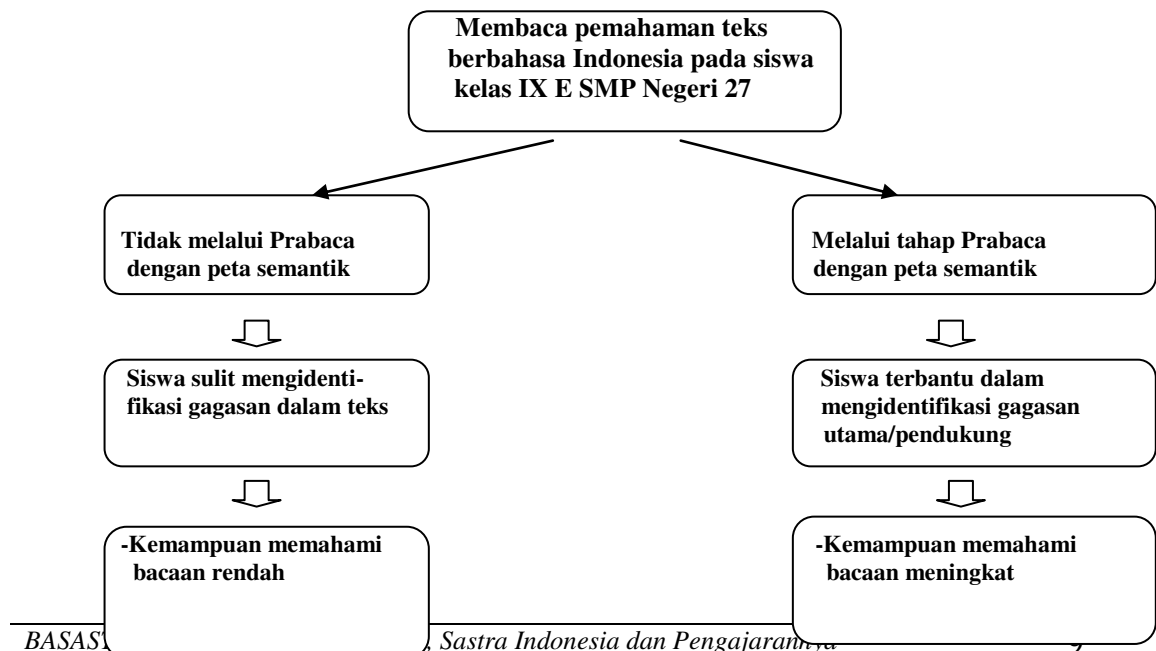 Membaca pemahaman teks
berbahasa Indonesia pada siswa
kelas IX E SMP Negeri 27
Tidak melalui Prabaca
dengan peta semantik
Melalui tahap Prabaca
dengan peta semantik
Siswa sulit mengidenti-
fikasi gagasan dalam teks
Siswa terbantu dalam
mengidentifikasi gagasan
utama/pendukung
-Kemampuan memahami
bacaan rendah
-Kemampuan memahami
bacaan meningkat
, Sastra Indonesia dan Pengajarannya